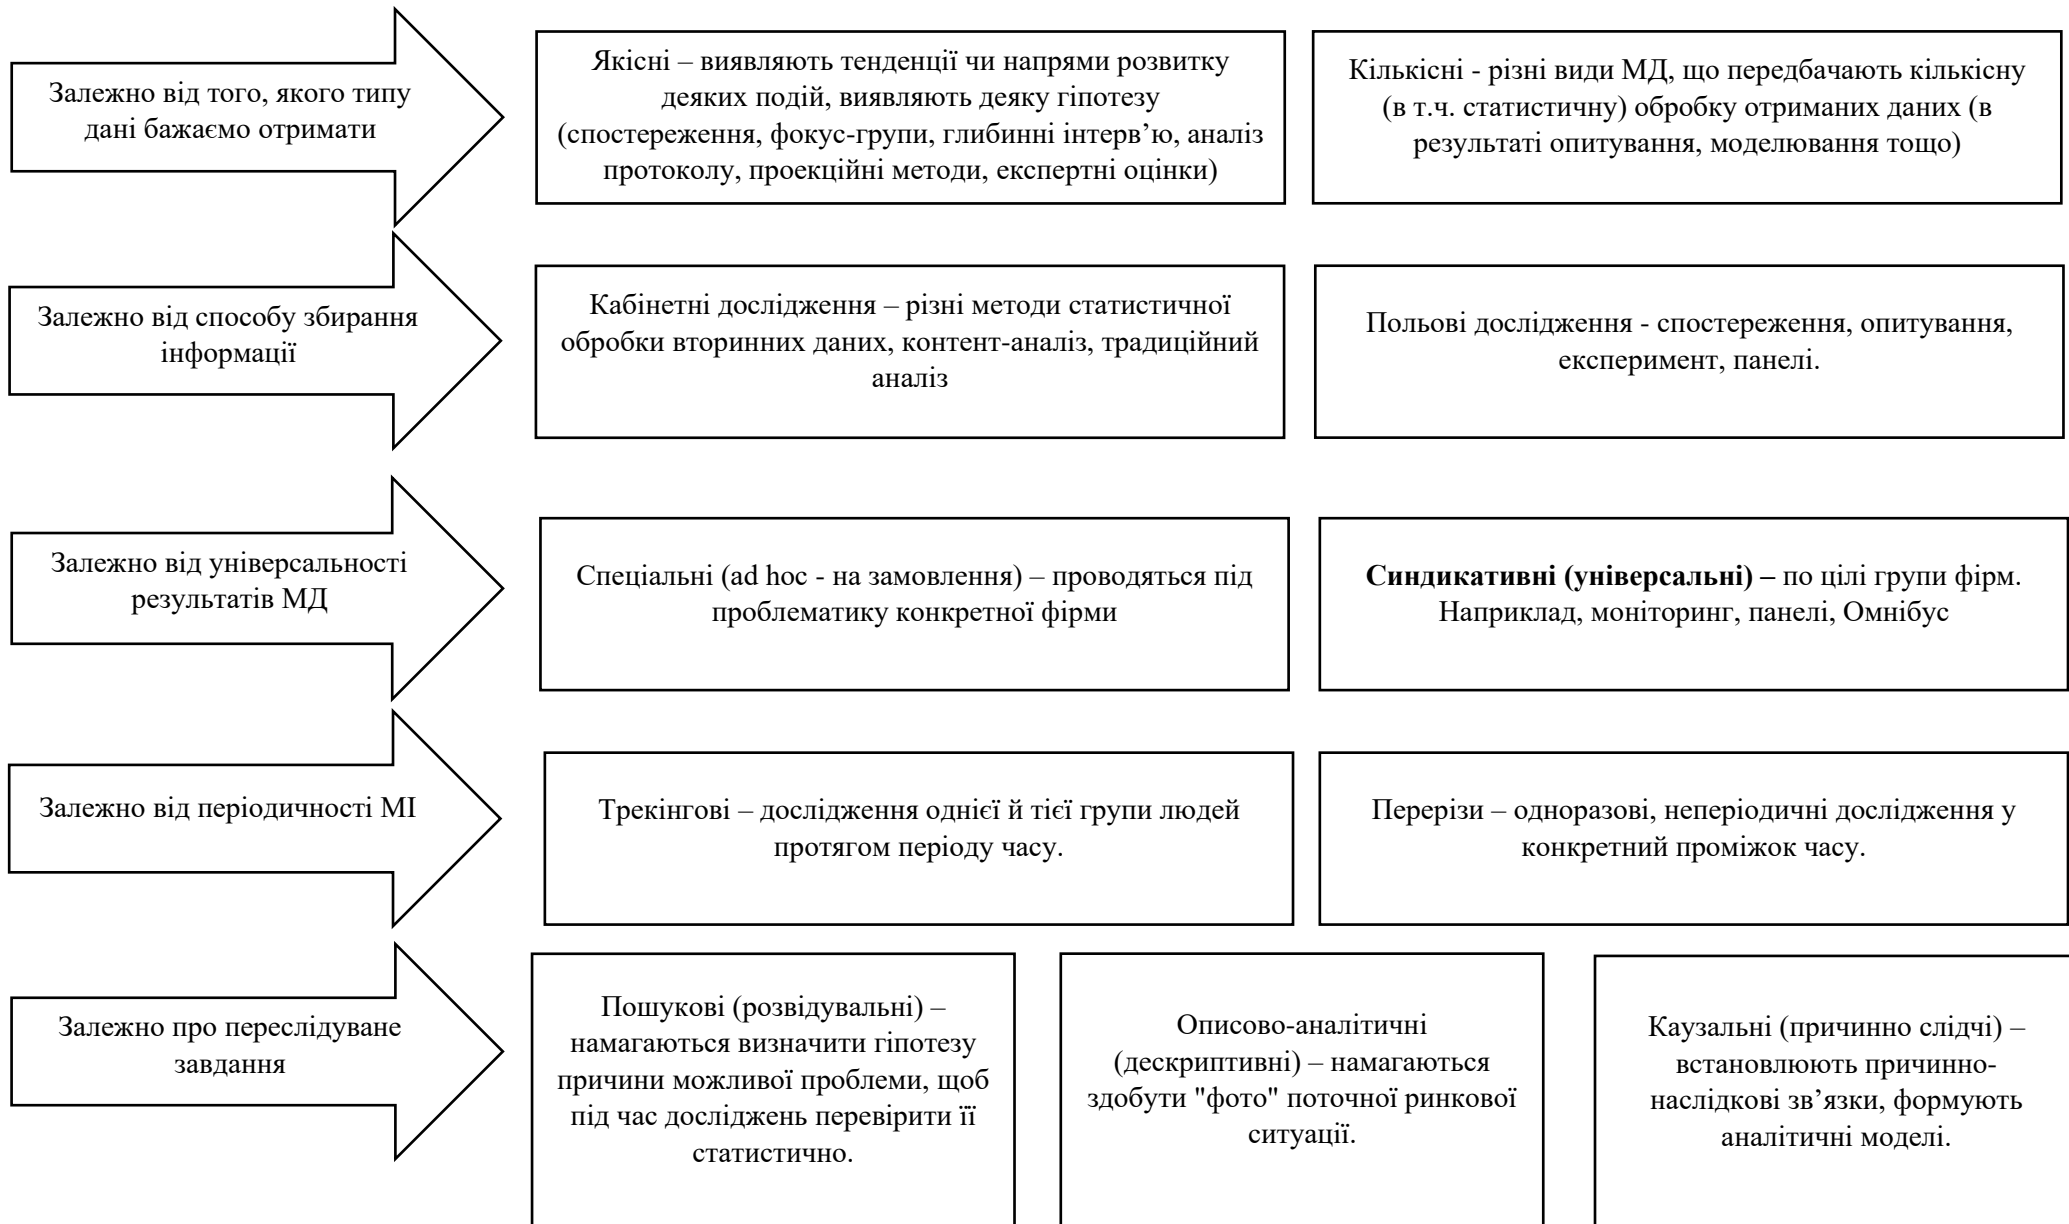 Залежно від того, якого типу
дані бажаємо отримати
Якісні – виявляють тенденції чи напрями розвитку
деяких подій, виявляють деяку гіпотезу
(спостереження, фокус-групи, глибинні інтерв’ю, аналіз
протоколу, проекційні методи, експертні оцінки)
Кількісні - різні види МД, що передбачають кількісну
(в т.ч. статистичну) обробку отриманих даних (в
результаті опитування, моделювання тощо)
Залежно від способу збирання
інформації
Кабінетні дослідження – різні методи статистичної
обробки вторинних даних, контент-аналіз, традиційний
аналіз
Польові дослідження - спостереження, опитування,
експеримент, панелі.
Залежно від універсальності
результатів МД
Спеціальні (ad hoc - на замовлення) – проводяться під
проблематику конкретної фірми
Синдикативні (універсальні) – по цілі групи фірм.
Наприклад, моніторинг, панелі, Омнібус
Залежно від періодичності МІ
Трекінгові – дослідження однієї й тієї групи людей
протягом періоду часу.
Перерізи – одноразові, неперіодичні дослідження у
конкретний проміжок часу.
Залежно про переслідуване
завдання
Пошукові (розвідувальні) –
намагаються визначити гіпотезу
причини можливої проблеми, щоб
під час досліджень перевірити її
статистично.
Описово-аналітичні
(дескриптивні) – намагаються
здобути "фото" поточної ринкової
ситуації.
Каузальні (причинно слідчі) –
встановлюють причинно-
наслідкові зв’язки, формують
аналітичні моделі.